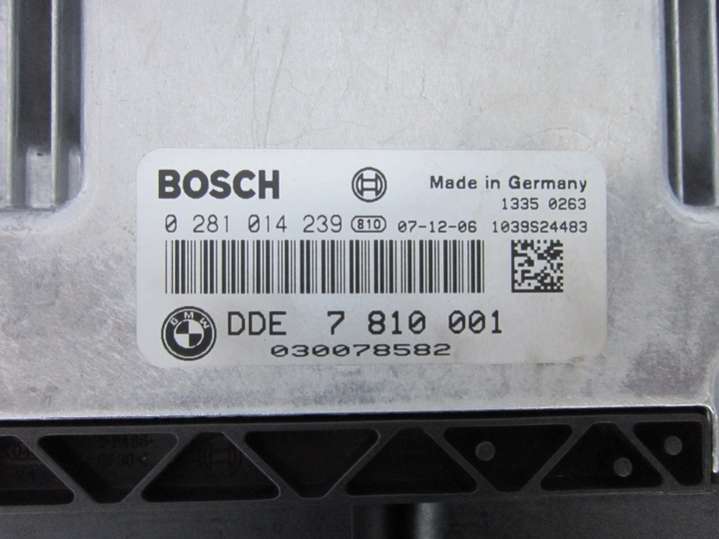 BOSCH
Made in Germany
1335 0263
0 281 014 239 810 07-12-06 1039S24483
BMW
DDE 7 810 001
030078582